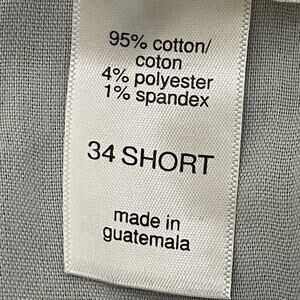 95% cotton/
coton
4% polyester
1% spandex
34 SHORT
made in
guatemala